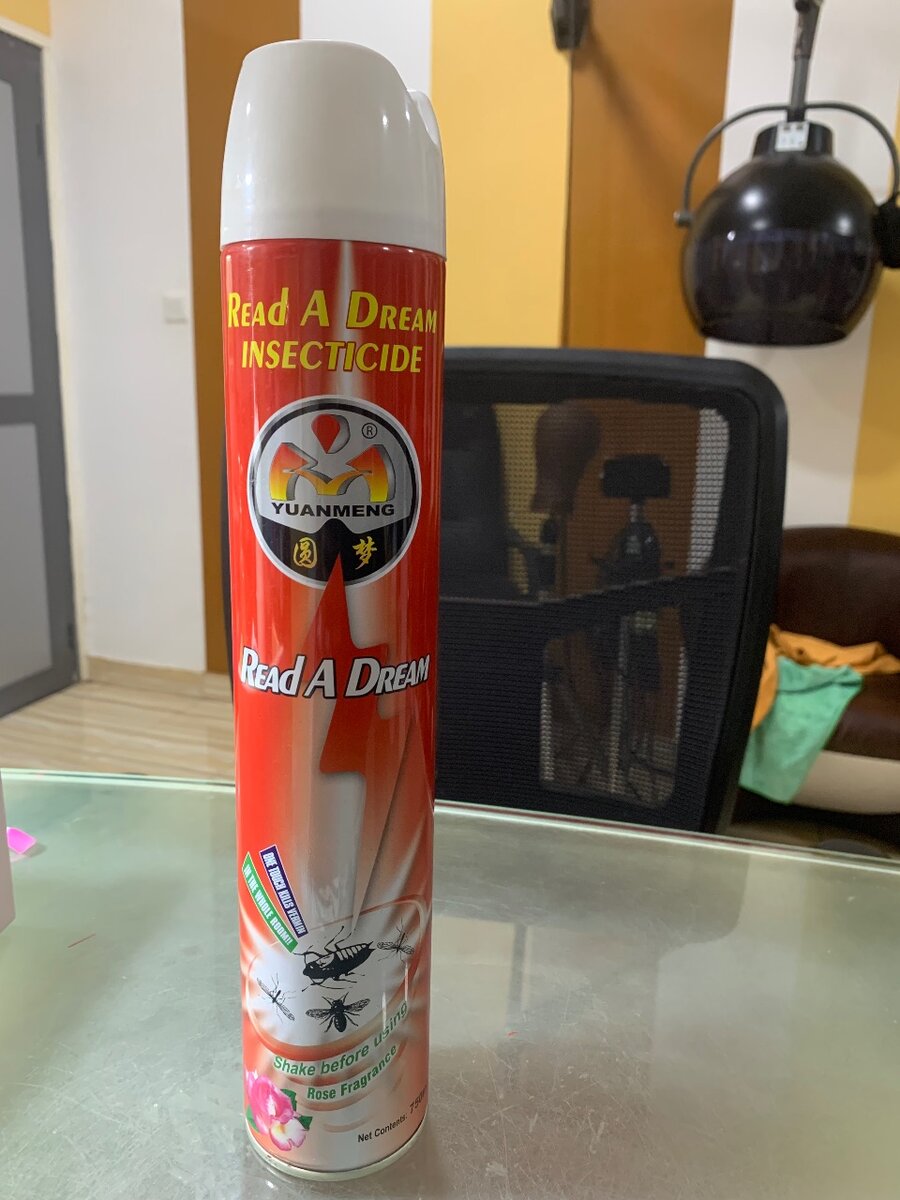 Read A Dream
INSECTICIDE
®
YUANMENG
圆梦
Read A Dream
ONE TOUCH KILLS VERMIN
IN THE WHOLE ROOM!!
Shake before using
Rose Fragrance
Net Contents: